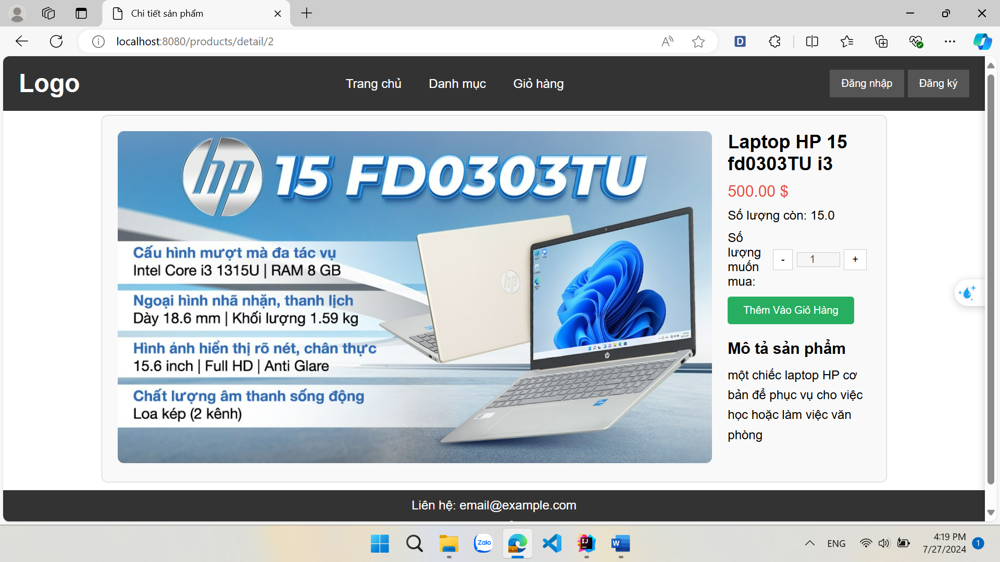 Chi tiết sản phẩm
localhost:8080/products/detail/2
Logo
Trang chủ
Danh mục
Giỏ hàng
Đăng nhập
Đăng ký
hp
15 FD0303TU
Cấu hình mượt mà đa tác vụ
Intel Core i3 1315U | RAM 8 GB
Ngoại hình nhã nhặn, thanh lịch
Dày 18.6 mm | Khối lượng 1.59 kg
Hình ảnh hiển thị rõ nét, chân thực
15.6 inch | Full HD | Anti Glare
Chất lượng âm thanh sống động
Loa kép (2 kênh)
hp
Laptop HP 15
fd0303TU i3
500.00 $
Số lượng còn: 15.0
Số
lượng
muốn
mua:
- 1 +
Thêm Vào Giỏ Hàng
Mô tả sản phẩm
một chiếc laptop HP cơ
bản để phục vụ cho việc
học hoặc làm việc văn
phòng
Liên hệ: email@example.com
Zalo
IJ
W
ENG
4:19 PM
7/27/2024
1